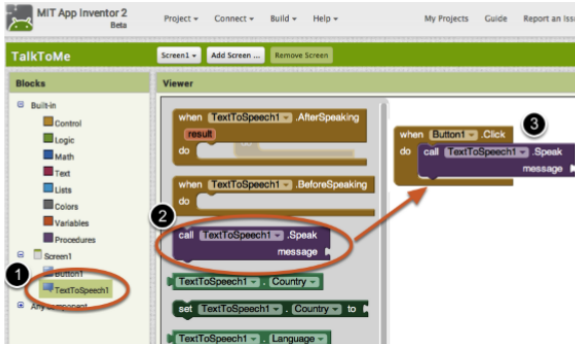 MIT App Inventor 2
Beta
Project Connect Build Help
My Projects Guide Report an Iss
TalkToMe
Screen1 Add Screen ... Remove Screen
Blocks
Viewer
Built-in
Control
Logic
Math
Text
Lists
Colors
Variables
Procedures
Screen1
Button1
TextToSpeech1
Any component
1
when TextToSpeech1 .AfterSpeaking
result
do
when TextToSpeech1 .BeforeSpeaking
do
2
call TextToSpeech1 .Speak
message
TextToSpeech1 . Country
set TextToSpeech1 . Country to
TextToSpeech1 . Language
when Button1 .Click
3
do call TextToSpeech1 .Speak
message